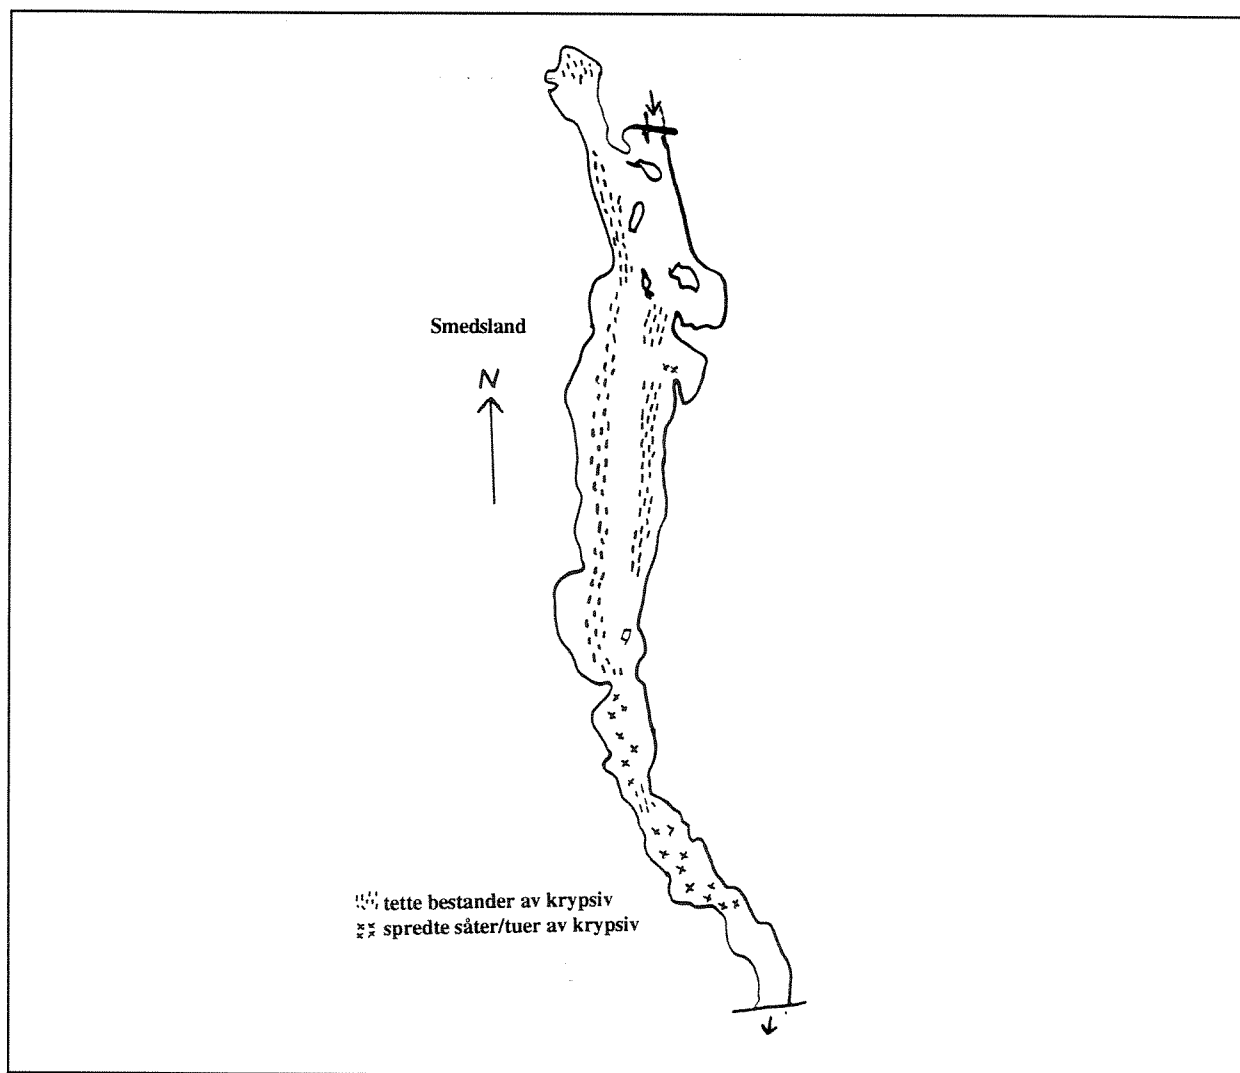 Smedsland
N
tette bestander av krypsiv
spredte såter/tuer av krypsiv